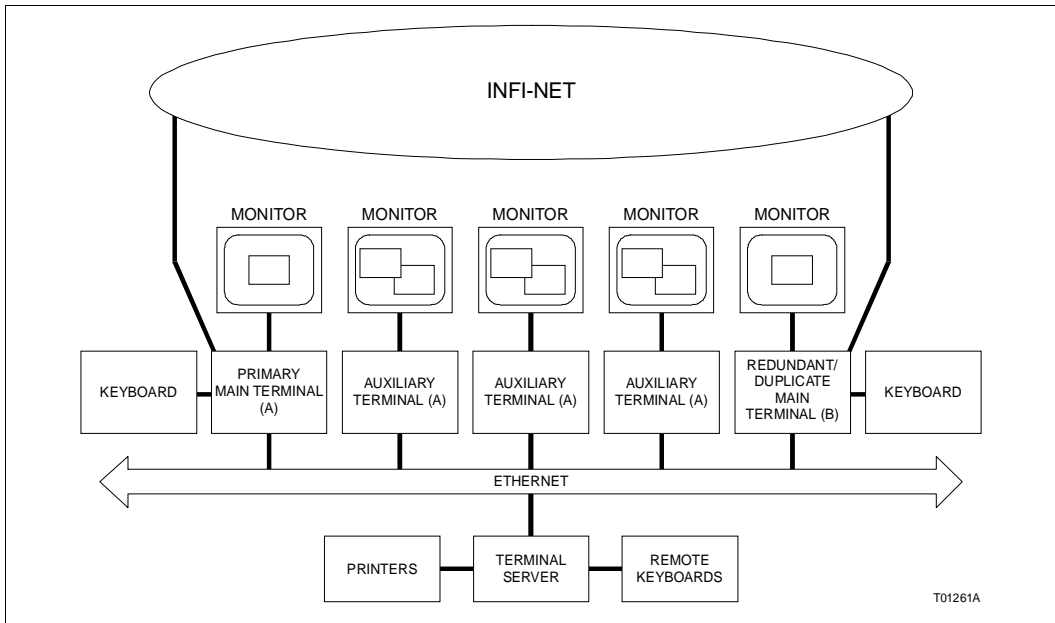 INFI-NET
MONITOR
MONITOR
MONITOR
MONITOR
MONITOR
KEYBOARD
PRIMARY
MAIN TERMINAL
(A)
AUXILIARY
TERMINAL (A)
AUXILIARY
TERMINAL (A)
AUXILIARY
TERMINAL (A)
REDUNDANT/
DUPLICATE
MAIN
TERMINAL (B)
KEYBOARD
ETHERNET
PRINTERS
TERMINAL
SERVER
REMOTE
KEYBOARDS
T01261A